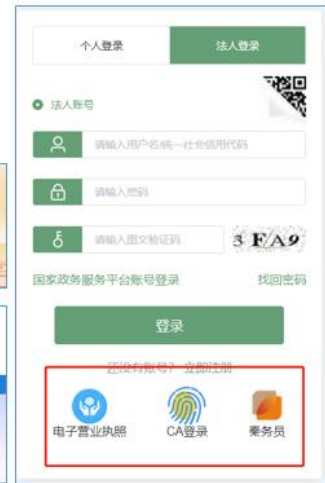 个人登录
法人登录
法人账号
请输入用户名/统一社会信用代码
请输入密码
请输入图文验证码
3 FA9
国家政务服务平台账号登录
找回密码
登录
还没有账号？ 立即注册
电子营业执照
CA登录
秦务员